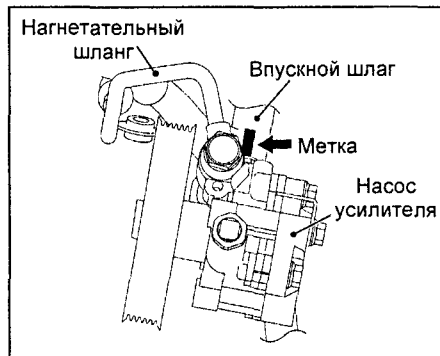 Нагнетательный
шланг
Впускной шлаг
Метка
Насос
усилителя